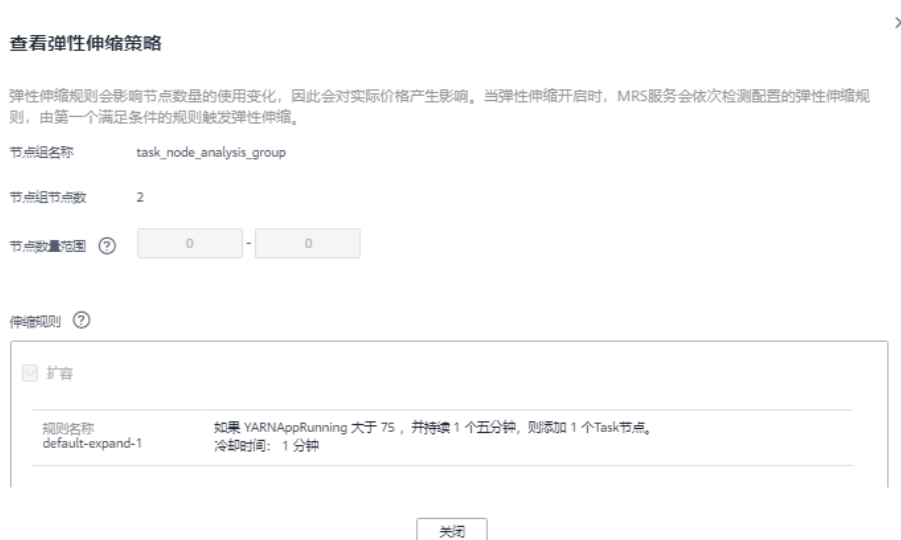 查看弹性伸缩策略
弹性伸缩规则会影响节点数量的使用变化，因此会对实际价格产生影响。当弹性伸缩开启时，MRS服务会依次检测配置的弹性伸缩规
则，由第一个满足条件的规则触发弹性伸缩。
节点组名称 task_node_analysis_group
节点组节点数 2
节点数量范围 ? 0 - 0
伸缩规则 ?
扩容
规则名称 如果 YARNAppRunning 大于 75 ，并持续 1 个五分钟，则添加 1 个Task节点。
default-expand-1 冷却时间： 1 分钟
关闭